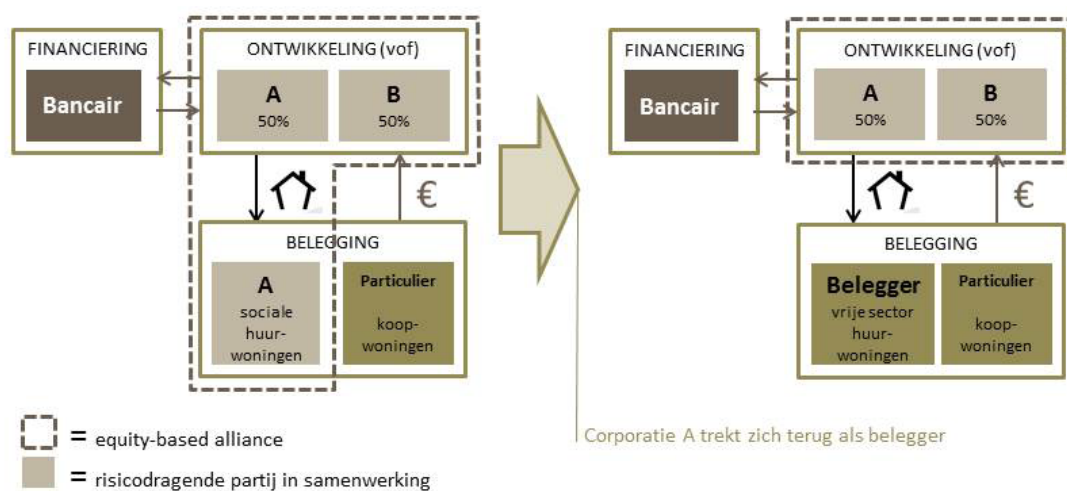 FINANCIERING
Bancair
ONTWIKKELING (vof)
A
50%
B
50%
€
BELEGGING
A
sociale
huur-
woningen
Particulier
koop-
woningen
FINANCIERING
Bancair
ONTWIKKELING (vof)
A
50%
B
50%
€
BELEGGING
Belegger
vrije sector
huur-
woningen
Particulier
koop-
woningen
= equity-based alliance
= risicodragende partij in samenwerking
Corporatie A trekt zich terug als belegger